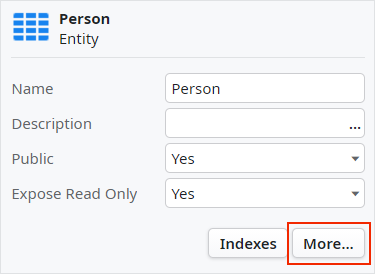 Person
Entity
Name Person
Description ...
Public Yes
Expose Read Only Yes
Indexes More...